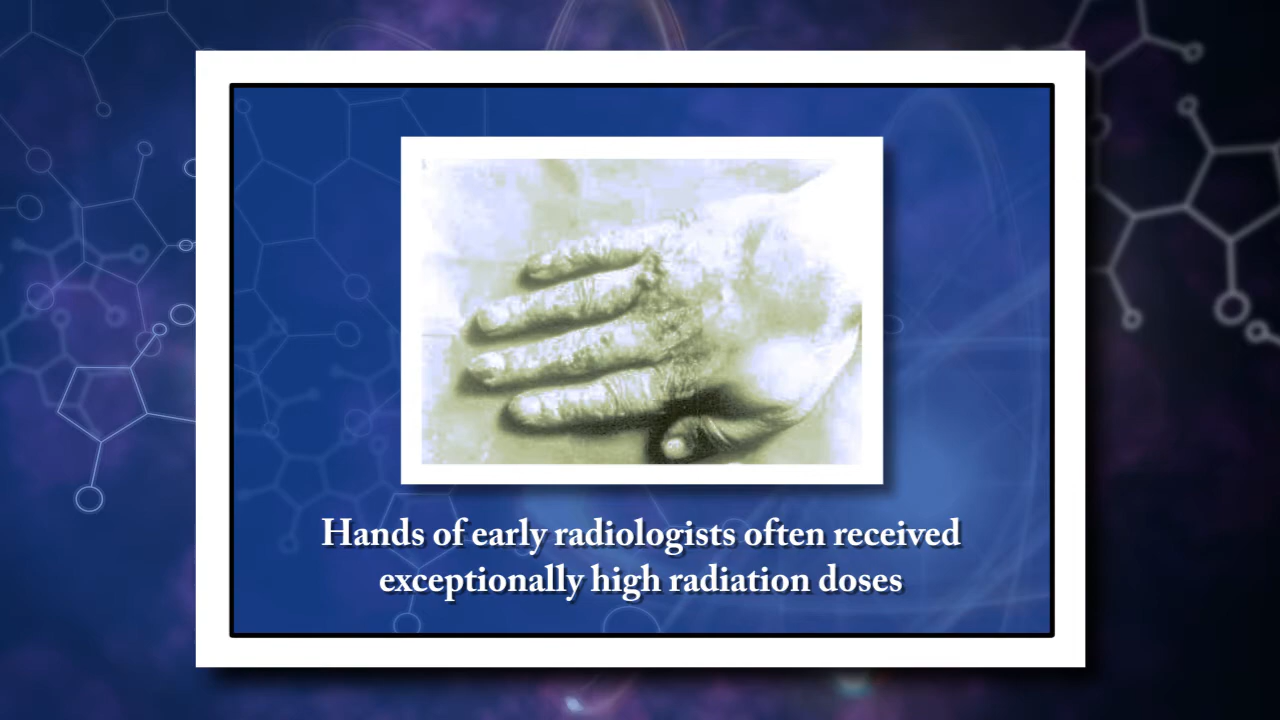 Hands of early radiologists often received
exceptionally high radiation doses